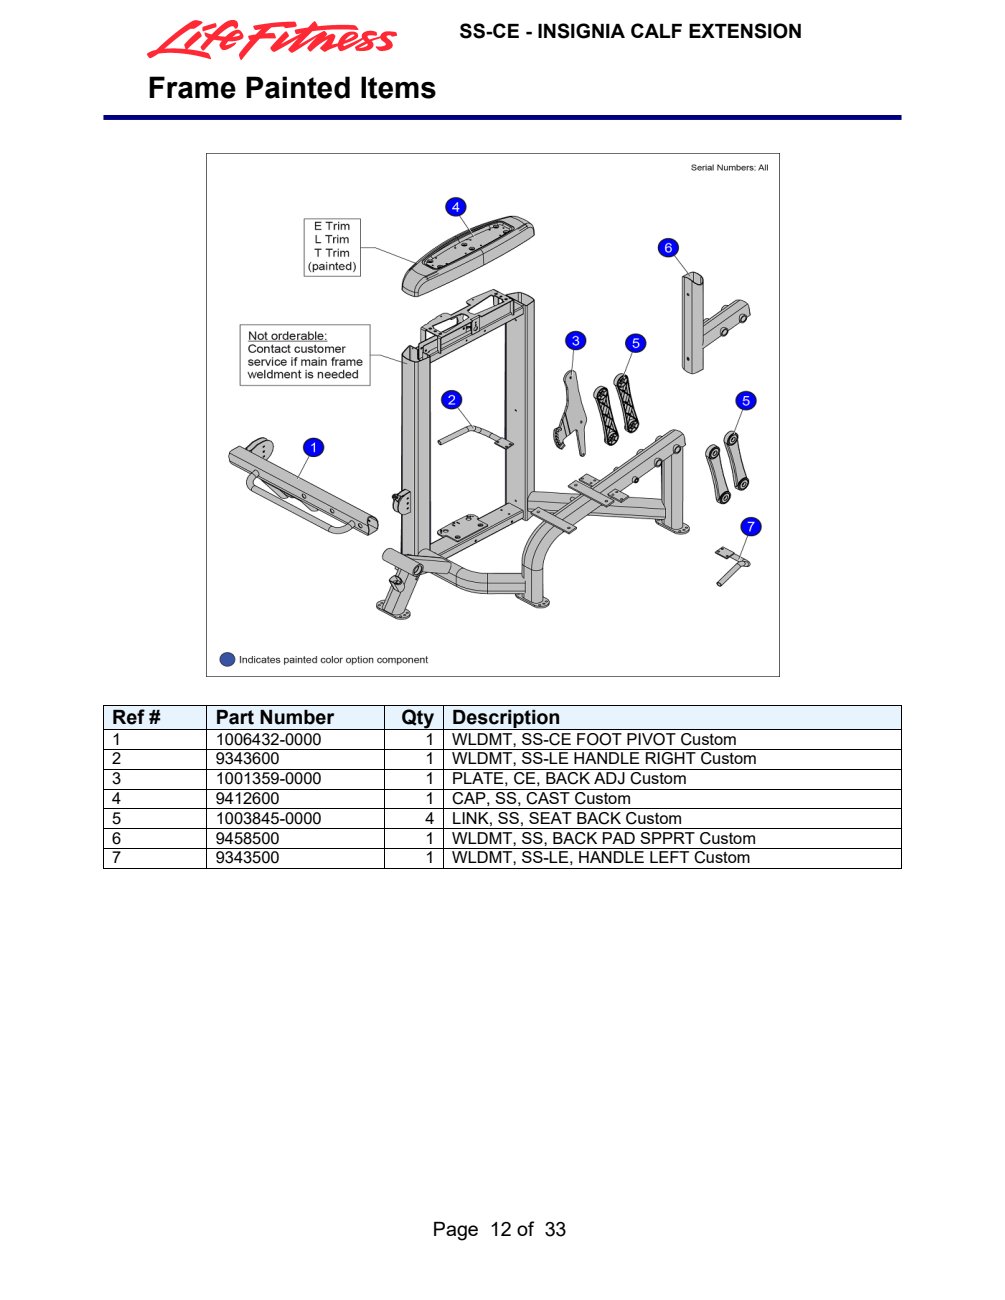 Life Fitness
SS-CE - INSIGNIA CALF EXTENSION
Frame Painted Items
Serial Numbers: All
4
E Trim
L Trim
T Trim
(painted)
6
Not orderable:
Contact customer
service if main frame
weldment is needed
3
5
2
5
1
7
Indicates painted color option component
Ref # Part Number Qty Description
1 1006432-0000 1 WLDMT, SS-CE FOOT PIVOT Custom
2 9343600 1 WLDMT, SS-LE HANDLE RIGHT Custom
3 1001359-0000 1 PLATE, CE, BACK ADJ Custom
4 9412600 1 CAP, SS, CAST Custom
5 1003845-0000 4 LINK, SS, SEAT BACK Custom
6 9458500 1 WLDMT, SS, BACK PAD SPPRT Custom
7 9343500 1 WLDMT, SS-LE, HANDLE LEFT Custom
Page 12 of 33